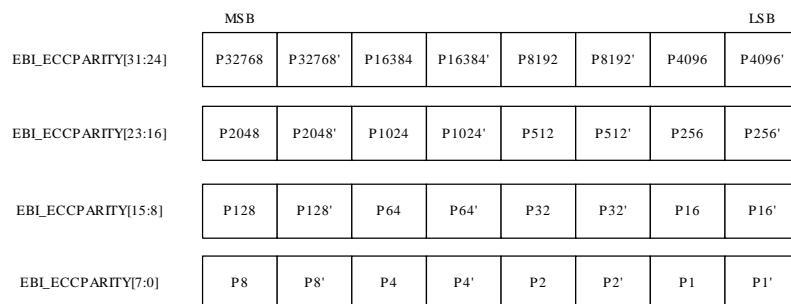 MSB LSB
EBI_ECCPARITY[31:24] P32768 P32768' P16384 P16384' P8192 P8192' P4096 P4096'
EBI_ECCPARITY[23:16] P2048 P2048' P1024 P1024' P512 P512' P256 P256'
EBI_ECCPARITY[15:8] P128 P128' P64 P64' P32 P32' P16 P16'
EBI_ECCPARITY[7:0] P8 P8' P4 P4' P2 P2' P1 P1'